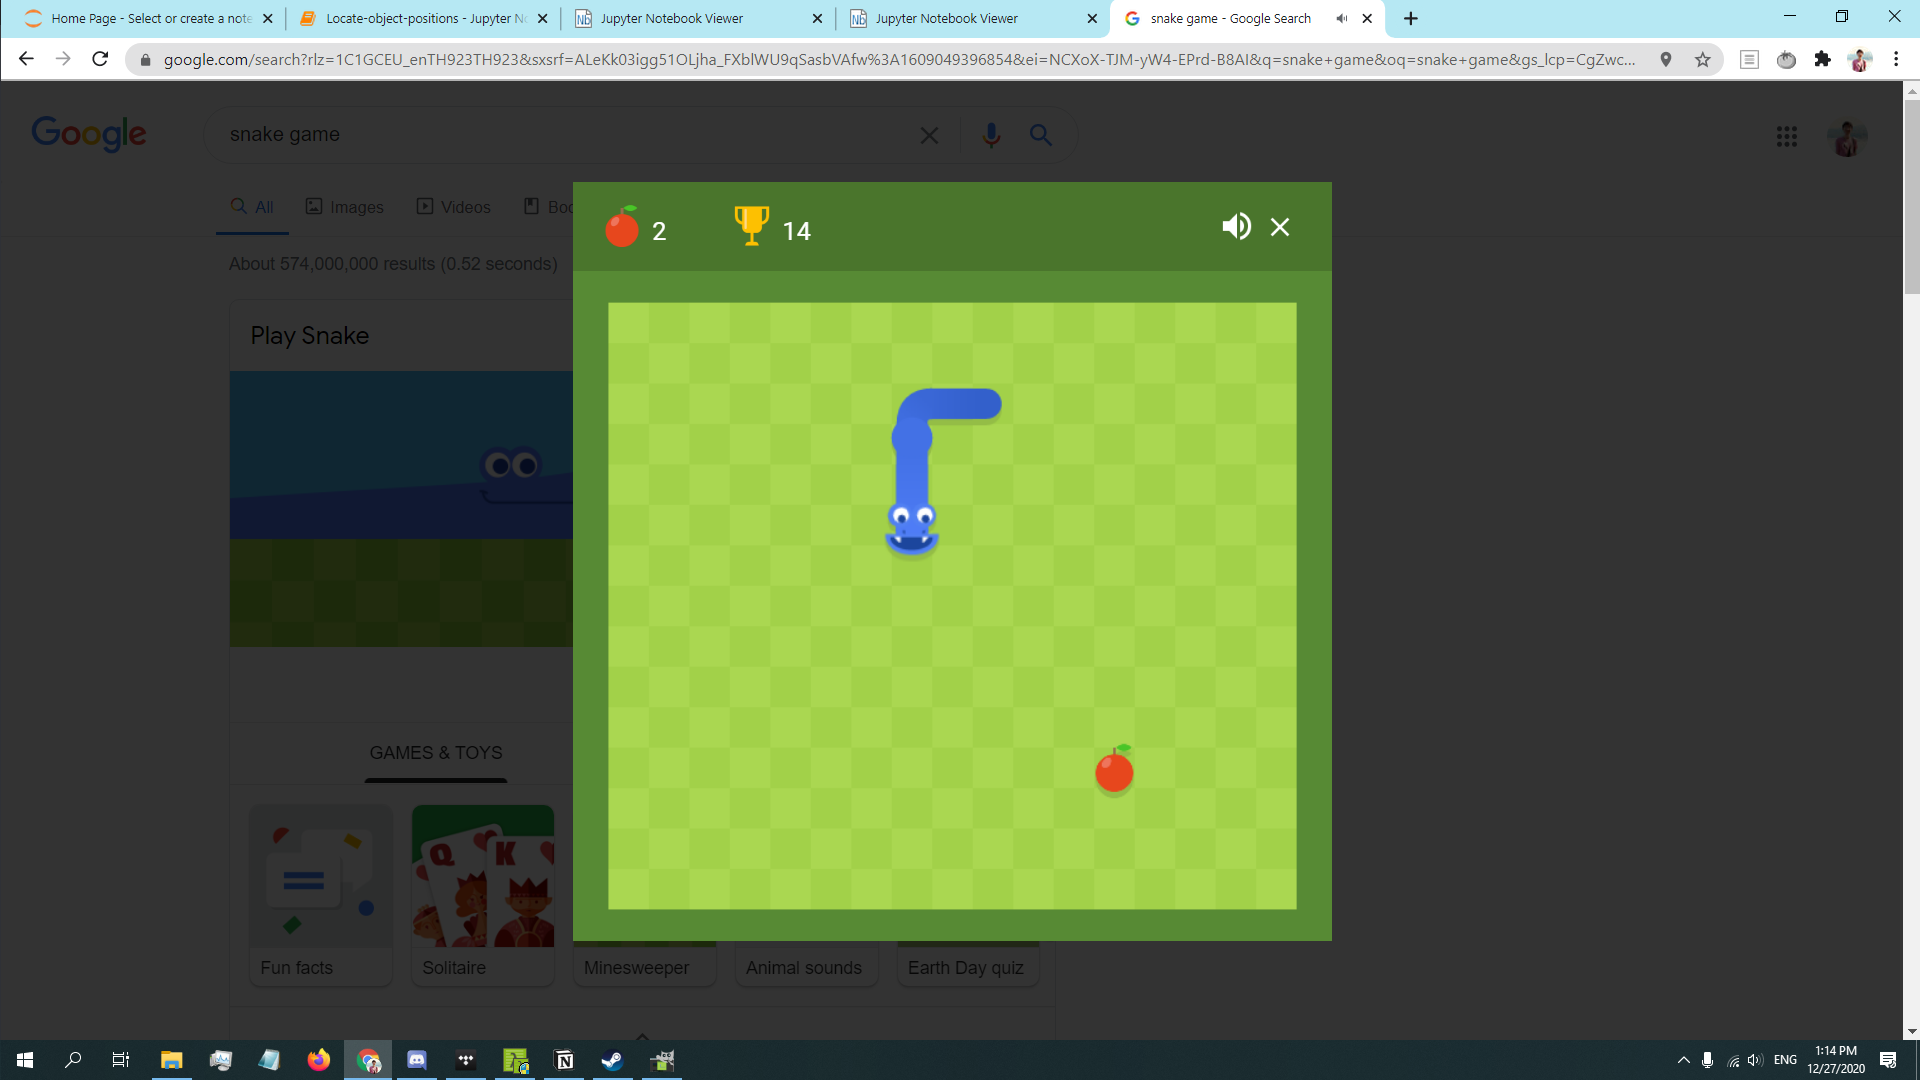 Home Page - Select or create a note
Locate-object-positions - Jupyter No
Jupyter Notebook Viewer
Jupyter Notebook Viewer
snake game - Google Search
google.com/search?rlz=1C1GCEU_enTH923TH923&sxsrf=ALeKk03igg51OLjha_FXblWU9qSasbVAfw%3A1609049396854&ei=NCXoX-TJM-yW4-EPrd-B8AI&q=snake+game&oq=snake+game&gs_lcp=CgZwc...
Google
snake game
All
Images
Videos
Boo
2
14
About 574,000,000 results (0.52 seconds)
Play Snake
GAMES & TOYS
Q
K
Fun facts
Solitaire
Minesweeper
Animal sounds
Earth Day quiz
ENG
1:14 PM
12/27/2020